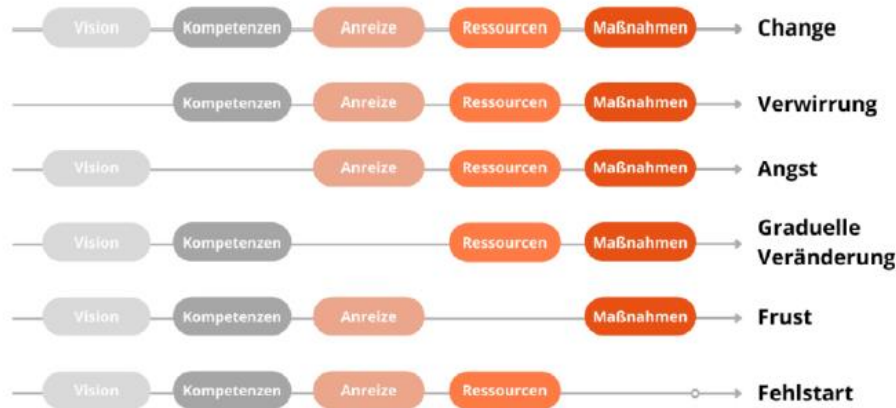 Vision Kompetenzen Anreize Ressourcen Maßnahmen Change
Kompetenzen Anreize Ressourcen Maßnahmen Verwirrung
Vision Anreize Ressourcen Maßnahmen Angst
Vision Kompetenzen Ressourcen Maßnahmen Graduelle
Veränderung
Vision Kompetenzen Anreize Maßnahmen Frust
Vision Kompetenzen Anreize Ressourcen Fehlstart